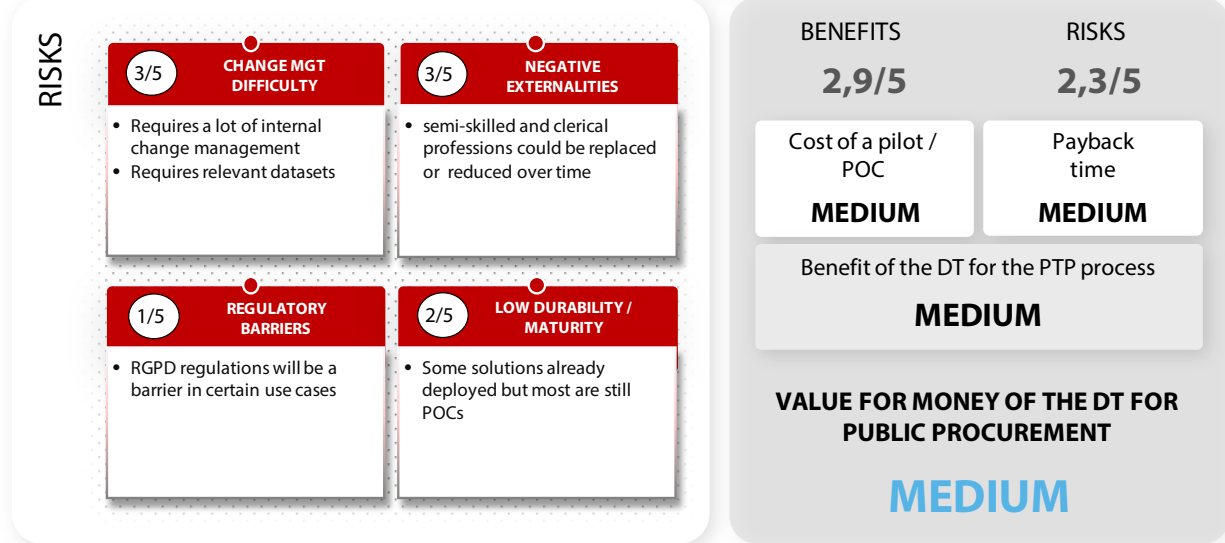 RISKS
3/5
CHANGE MGT
DIFFICULTY
• Requires a lot of internal
change management
• Requires relevant datasets
3/5
NEGATIVE
EXTERNALITIES
• semi-skilled and clerical
professions could be replaced
or reduced over time
1/5
REGULATORY
BARRIERS
• RGPD regulations will be a
barrier in certain use cases
2/5
LOW DURABILITY /
MATURITY
• Some solutions already
deployed but most are still
POCs
BENEFITS
2,9/5
RISKS
2,3/5
Cost of a pilot /
POC
MEDIUM
Payback
time
MEDIUM
Benefit of the DT for the PTP process
MEDIUM
VALUE FOR MONEY OF THE DT FOR
PUBLIC PROCUREMENT
MEDIUM